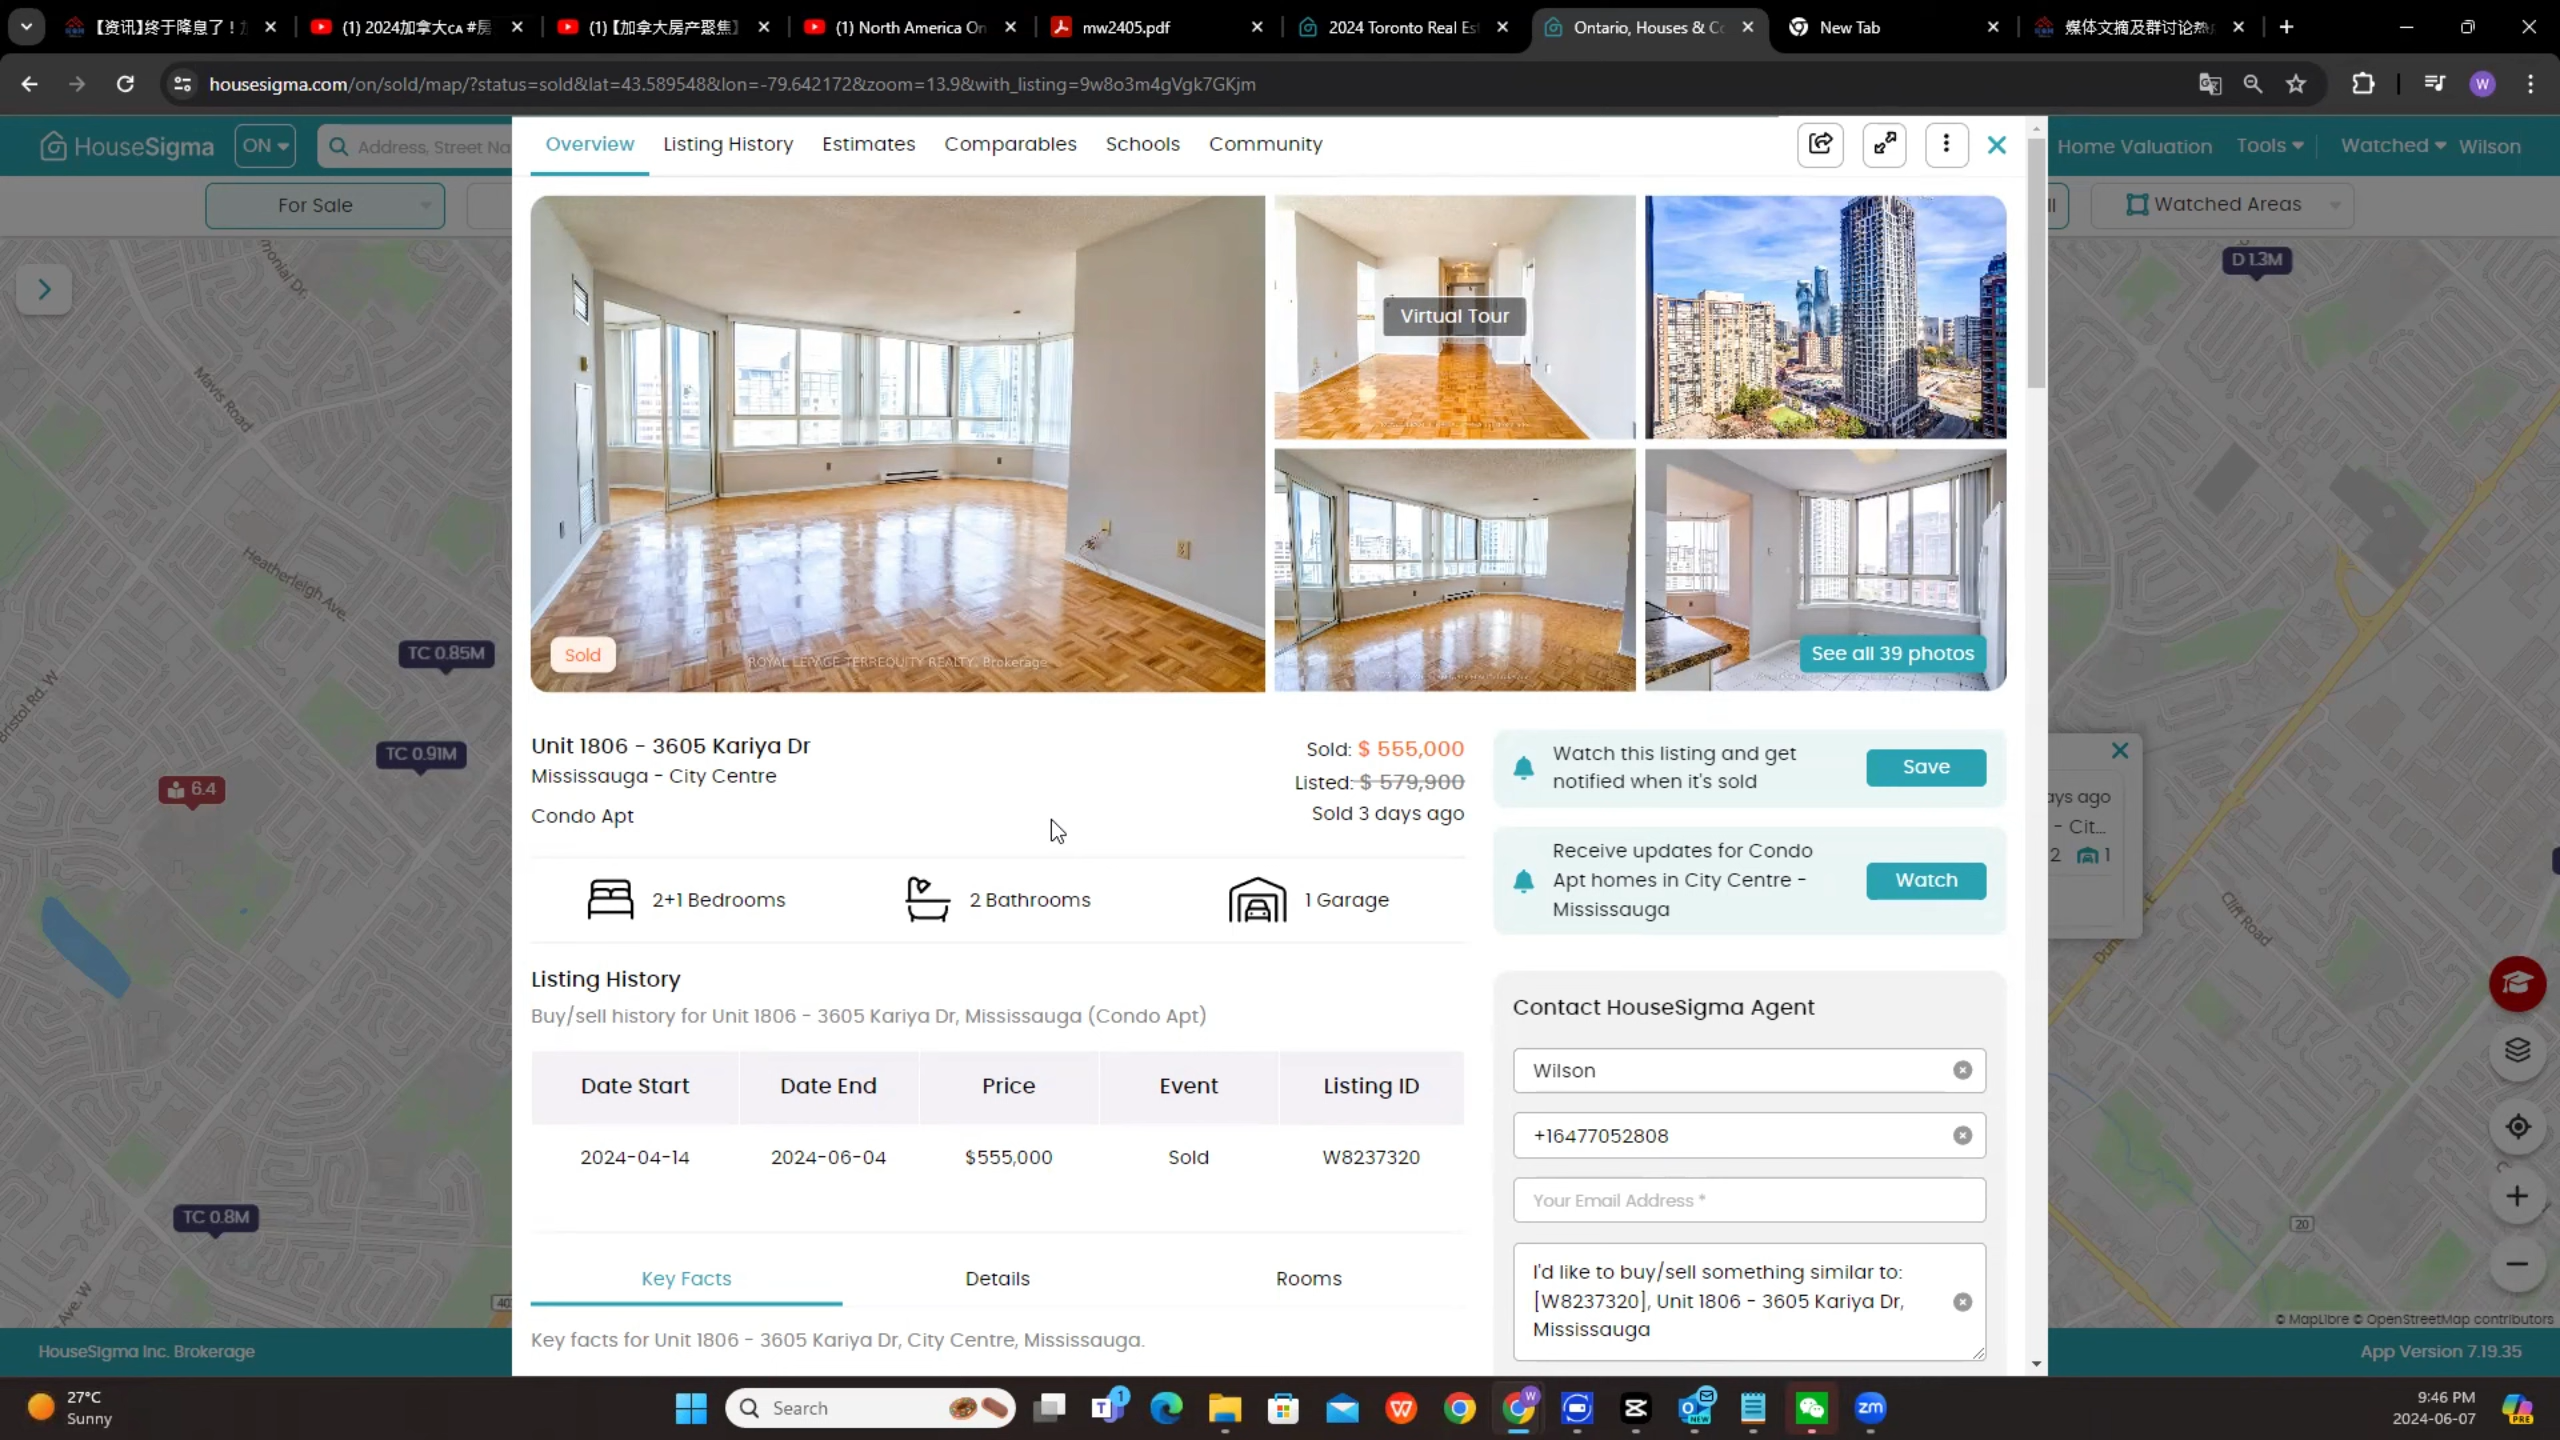 【资讯】终于降息了！
(1) 2024加拿大CA #房
(1)【加拿大房产聚焦】
(1) North America On
mw2405.pdf
2024 Toronto Real Es
Ontario, Houses & Co
New Tab
媒体文摘及群讨论热
housesigma.com/on/sold/map/?status=sold&lat=43.589548&lon=-79.642172&zoom=13.9&with_listing=9w8o3m4gVgk7GKjm
W
HouseSigma
ON
Address, Street Na
Overview
Listing History
Estimates
Comparables
Schools
Community
Home Valuation
Tools
Watched
Wilson
For Sale
Watched Areas
D 1.3M
Mavis Road
Heatherleigh Ave.
Bristol Rd. W
TC 0.85M
TC 0.91M
6.4
TC 0.8M
Ave. W
Virtual Tour
Sold
ROYAL LEPAGE TERREQUITY REALTY, Brokerage
See all 39 photos
Unit 1806 - 3605 Kariya Dr
Mississauga - City Centre
Condo Apt
Sold: $ 555,000
Listed: $ 579,900
Sold 3 days ago
Watch this listing and get
notified when it's sold
Save
Receive updates for Condo
Apt homes in City Centre -
Mississauga
Watch
ays ago
- Cit...
2 1
Cliff Road
20
2+1 Bedrooms
2 Bathrooms
1 Garage
Listing History
Buy/sell history for Unit 1806 - 3605 Kariya Dr, Mississauga (Condo Apt)
Date Start
Date End
Price
Event
Listing ID
2024-04-14
2024-06-04
$555,000
Sold
W8237320
Key Facts
Details
Rooms
Key facts for Unit 1806 - 3605 Kariya Dr, City Centre, Mississauga.
Contact HouseSigma Agent
Wilson
+16477052808
Your Email Address *
I'd like to buy/sell something similar to:
[W8237320], Unit 1806 - 3605 Kariya Dr,
Mississauga
© MapLibre © OpenStreetMap contributors
HouseSigma Inc. Brokerage
App Version 7.19.35
27°C
Sunny
Search
1
W
NEW
zm
9:46 PM
2024-06-07
PRE